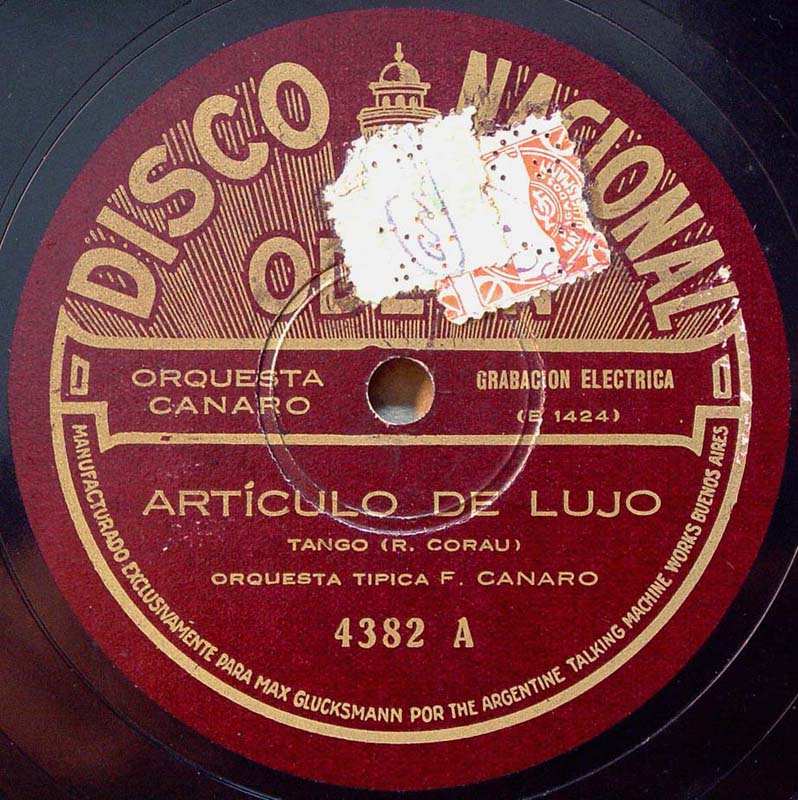 DISCO NACIONAL
ORQUESTA
CANARO
GRABACION ELECTRICA
(E 1424)
ARTÍCULO DE LUJO
TANGO (R. CORAU)
ORQUESTA TIPICA F. CANARO
4382 A
MANUFACTURADO EXCLUSIVAMENTE PARA MAX GLUCKSMANN POR THE ARGENTINE TALKING MACHINE WORKS BUENOS AIRES